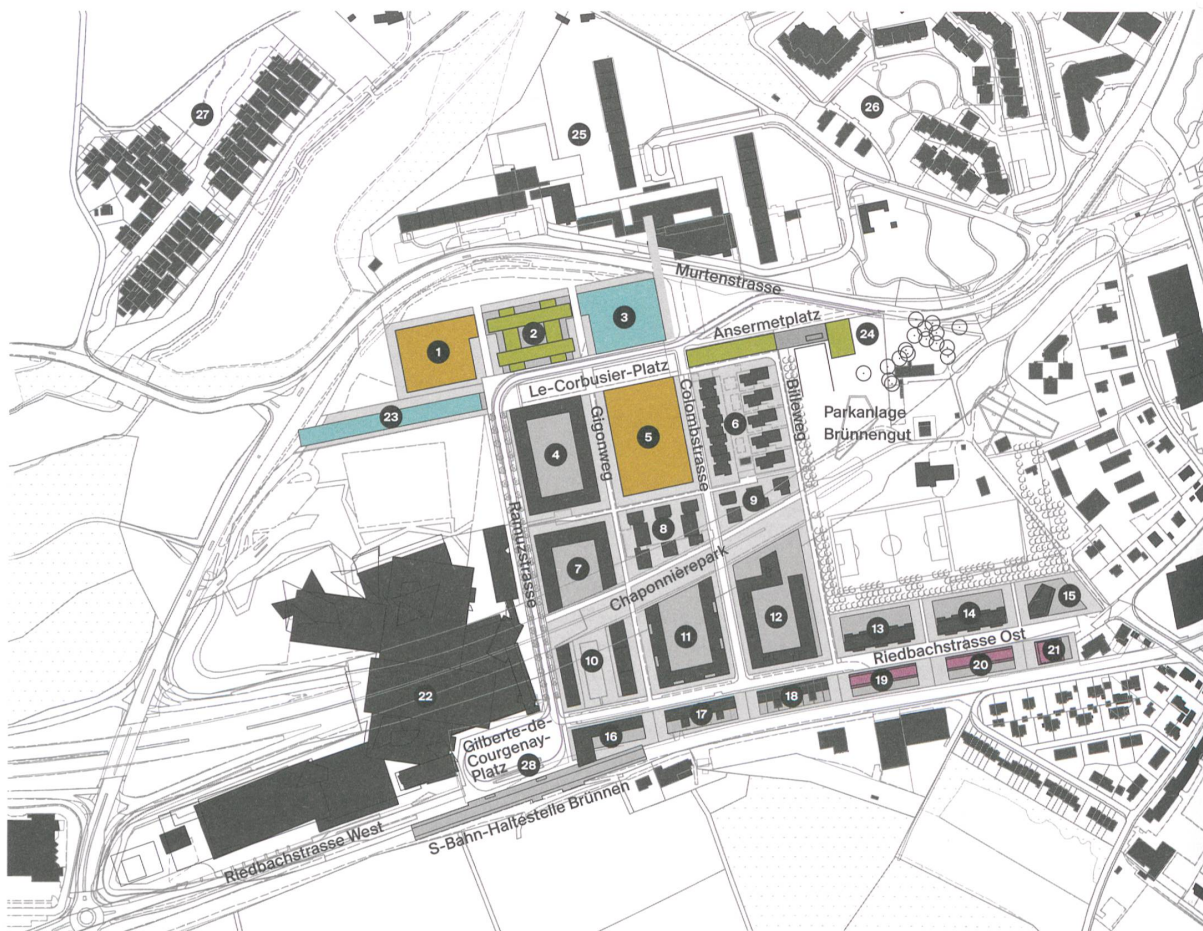 27
25
26
Murtenstrasse
3
2
1
Ansermetplatz
24
Le-Corbusier-Platz
23
Parkanlage
Brünnengut
Gigonweg
Colombstrasse
Billeweg
6
5
4
9
8
Ramuzstrasse
7
Chaponnièrepark
12
11
15
14
13
Riedbachstrasse Ost
21
20
19
10
22
18
17
16
Gilberte-de-
Courgenay-
Platz
28
S-Bahn-Haltestelle Brünnen
Riedbachstrasse West